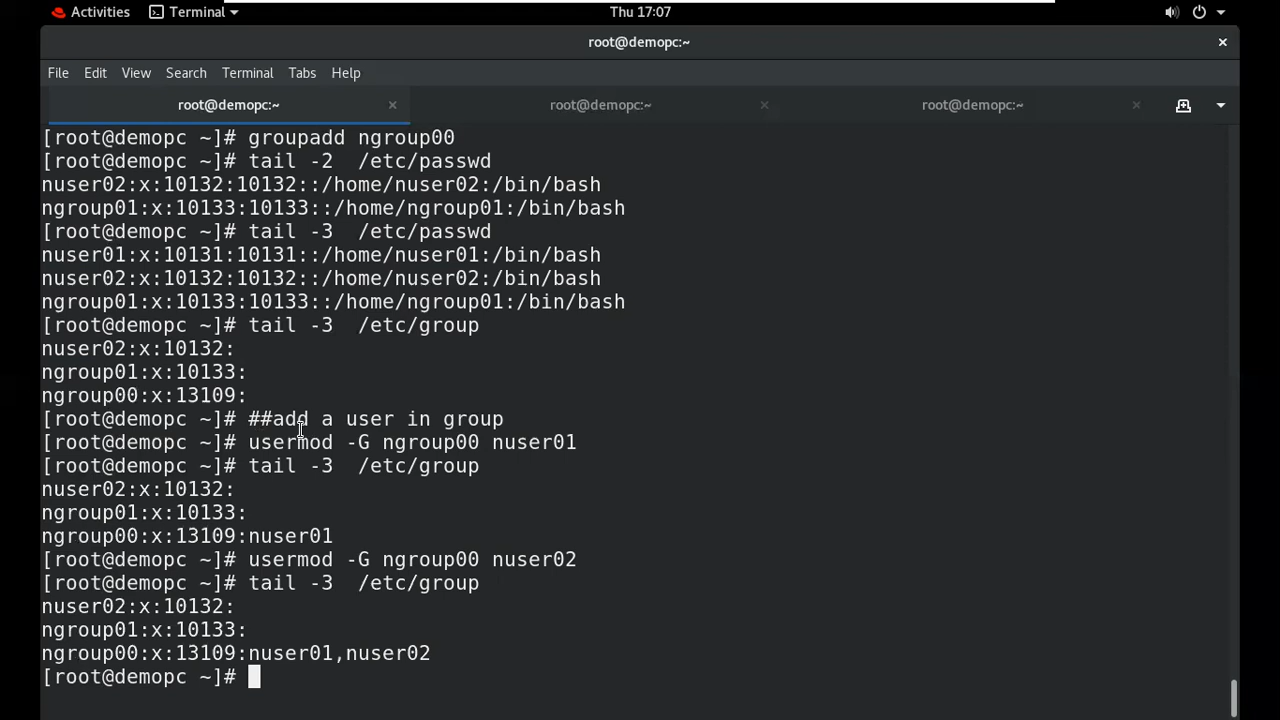 Activities Terminal Thu 17:07
root@demopc:~
File Edit View Search Terminal Tabs Help
root@demopc:~ root@demopc:~ root@demopc:~
[root@demopc ~]# groupadd ngroup00
[root@demopc ~]# tail -2  /etc/passwd
nuser02:x:10132:10132::/home/nuser02:/bin/bash
ngroup01:x:10133:10133::/home/ngroup01:/bin/bash
[root@demopc ~]# tail -3  /etc/passwd
nuser01:x:10131:10131::/home/nuser01:/bin/bash
nuser02:x:10132:10132::/home/nuser02:/bin/bash
ngroup01:x:10133:10133::/home/ngroup01:/bin/bash
[root@demopc ~]# tail -3  /etc/group
nuser02:x:10132:
ngroup01:x:10133:
ngroup00:x:13109:
[root@demopc ~]# ##add a user in group
[root@demopc ~]# usermod -G ngroup00 nuser01
[root@demopc ~]# tail -3  /etc/group
nuser02:x:10132:
ngroup01:x:10133:
ngroup00:x:13109:nuser01
[root@demopc ~]# usermod -G ngroup00 nuser02
[root@demopc ~]# tail -3  /etc/group
nuser02:x:10132:
ngroup01:x:10133:
ngroup00:x:13109:nuser01,nuser02
[root@demopc ~]#